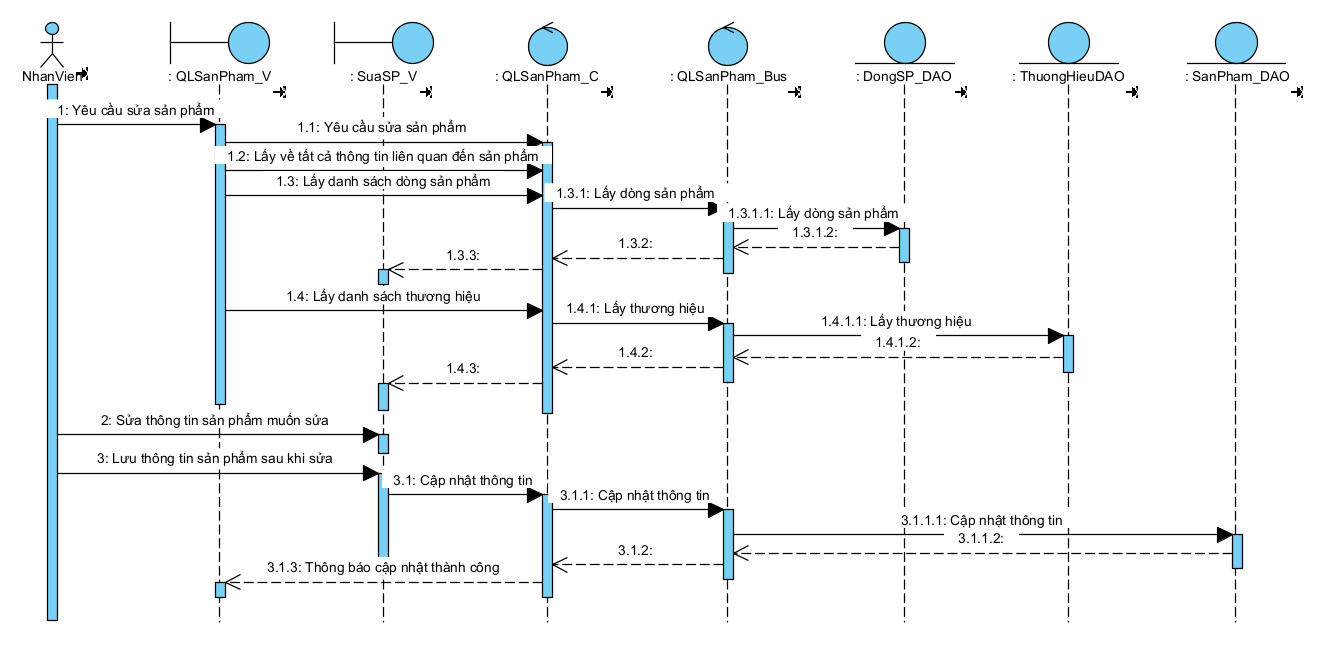 NhanVien
: QLSanPham_V
: SuaSP_V
: QLSanPham_C
: QLSanPham_Bus
: DongSP_DAO
: ThuongHieuDAO
: SanPham_DAO
1: Yêu cầu sửa sản phẩm
1.1: Yêu cầu sửa sản phẩm
1.2: Lấy về tất cả thông tin liên quan đến sản phẩm
1.3: Lấy danh sách dòng sản phẩm
1.3.1: Lấy dòng sản phẩm
1.3.1.1: Lấy dòng sản phẩm
1.3.1.2:
1.3.2:
1.3.3:
1.4: Lấy danh sách thương hiệu
1.4.1: Lấy thương hiệu
1.4.1.1: Lấy thương hiệu
1.4.1.2:
1.4.2:
1.4.3:
2: Sửa thông tin sản phẩm muốn sửa
3: Lưu thông tin sản phẩm sau khi sửa
3.1: Cập nhật thông tin
3.1.1: Cập nhật thông tin
3.1.1.1: Cập nhật thông tin
3.1.1.2:
3.1.2:
3.1.3: Thông báo cập nhật thành công